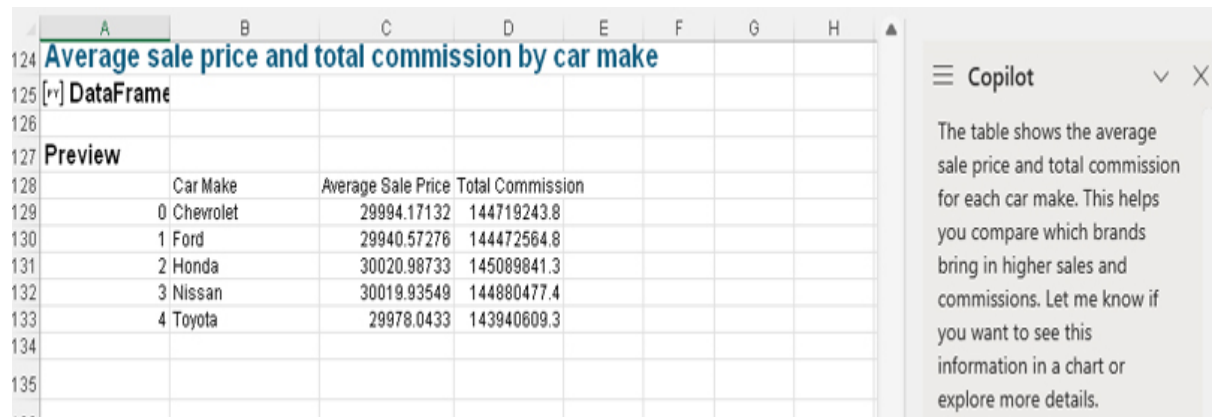 A B C D E F G H
124 Average sale price and total commission by car make
125 [PY] DataFrame
126
127 Preview
128 Car Make Average Sale Price Total Commission
129 0 Chevrolet 29994.17132 144719243.8
130 1 Ford 29940.57276 144472564.8
131 2 Honda 30020.98733 145089841.3
132 3 Nissan 30019.93549 144880477.4
133 4 Toyota 29978.0433 143940609.3
134
135
Copilot
The table shows the average
sale price and total commission
for each car make. This helps
you compare which brands
bring in higher sales and
commissions. Let me know if
you want to see this
information in a chart or
explore more details.